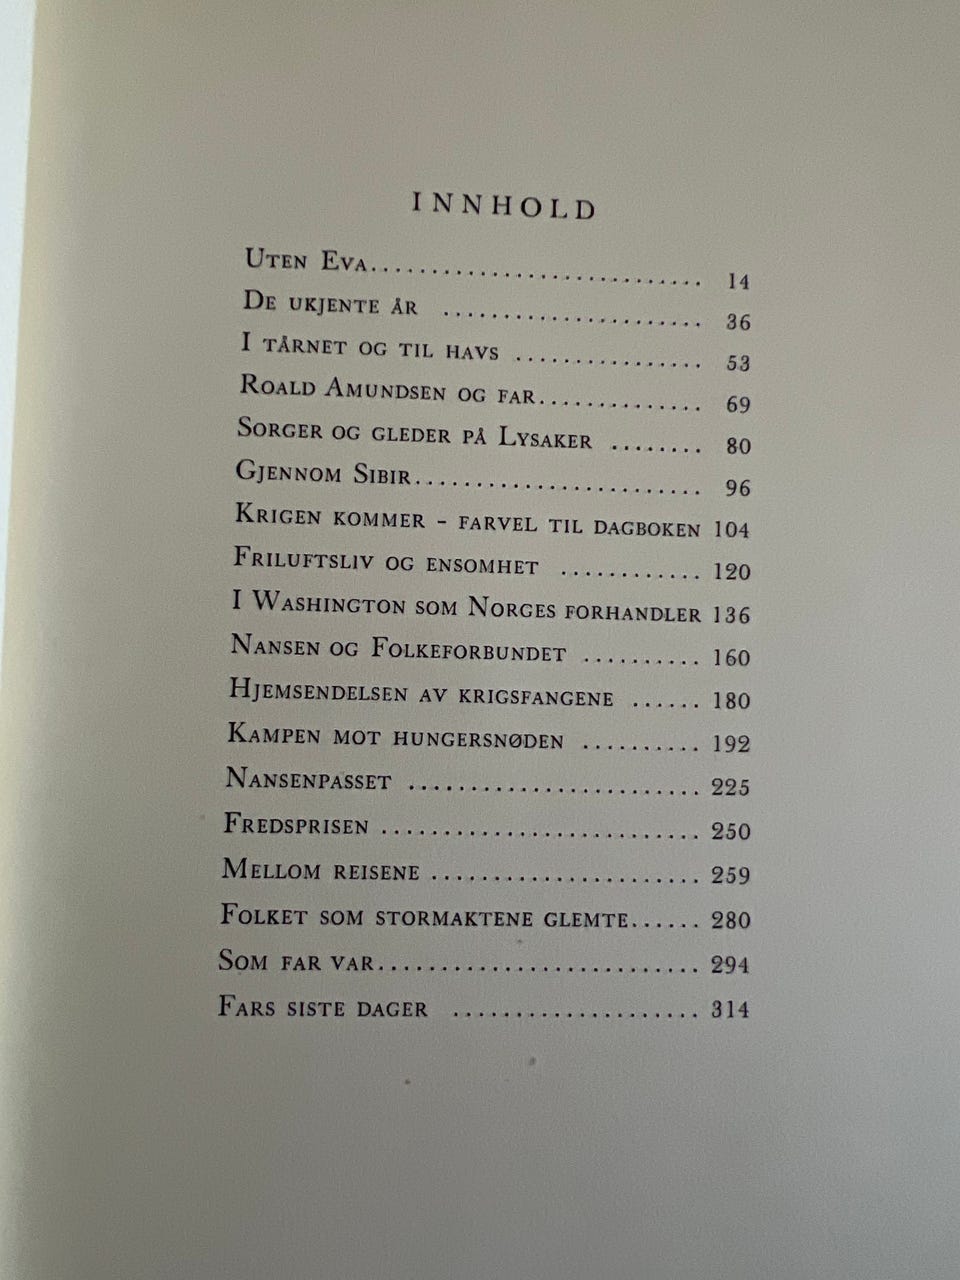 INNHOLD
Uten Eva............................ 14
De ukjente år ...................... 36
I tårnet og til havs ................ 53
Roald Amundsen og far.............. 69
Sorger og gleder på Lysaker ........ 80
Gjennom Sibir........................ 96
Krigen kommer - farvel til dagboken 104
Friluftsliv og ensomhet ............ 120
I Washington som Norges forhandler 136
Nansen og Folkeforbundet .......... 160
Hjemsendelsen av krigsfangene ...... 180
Kampen mot hungersnøden .......... 192
Nansenpasset ........................ 225
Fredsprisen .......................... 250
Mellom reisene ...................... 259
Folket som stormaktene glemte...... 280
Som far var.......................... 294
Fars siste dager .................... 314